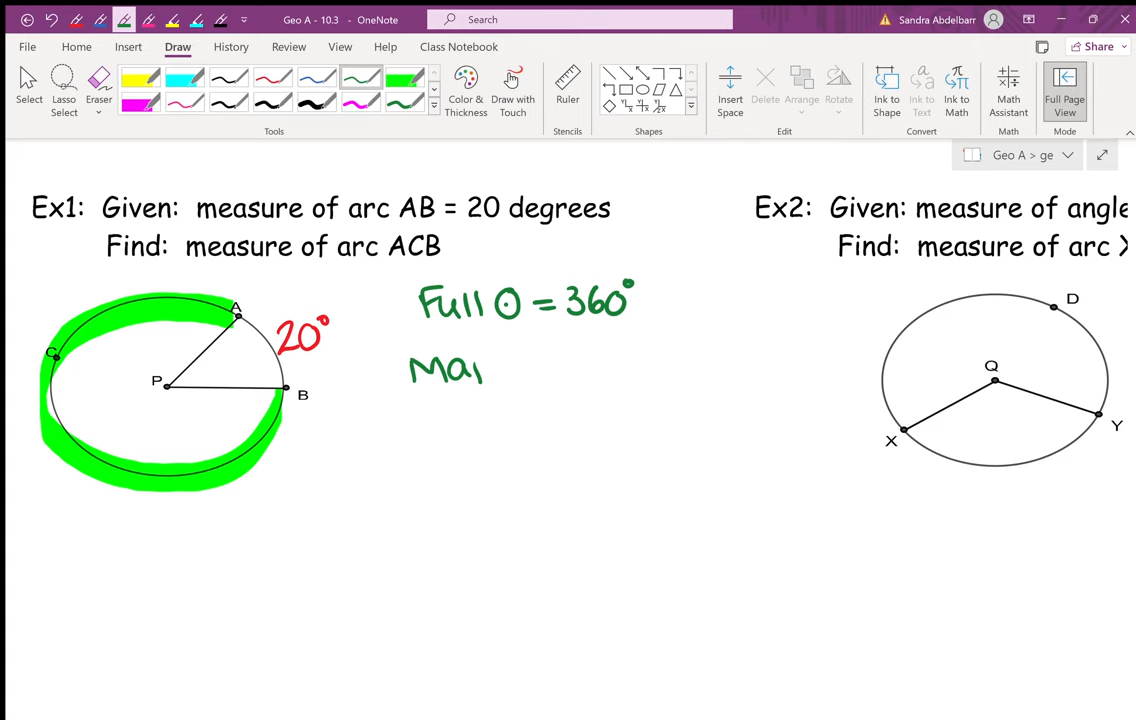 Geo A - 10.3 - OneNote
Search
Sandra Abdelbarr
File Home Insert Draw History Review View Help Class Notebook
Share
Select
Lasso Select
Eraser
Color & Thickness
Draw with Touch
Ruler
Insert Space
Delete
Arrange
Rotate
Ink to Shape
Ink to Text
Ink to Math
Math Assistant
Full Page View
Tools
Stencils
Shapes
Edit
Convert
Math
Mode
Geo A > ge
Ex1: Given: measure of arc AB = 20 degrees
Find: measure of arc ACB
Ex2: Given: measure of angle
Find: measure of arc X
A
20°
C
P
B
Full ⊙ = 360°
Maj
D
Q
X
Y